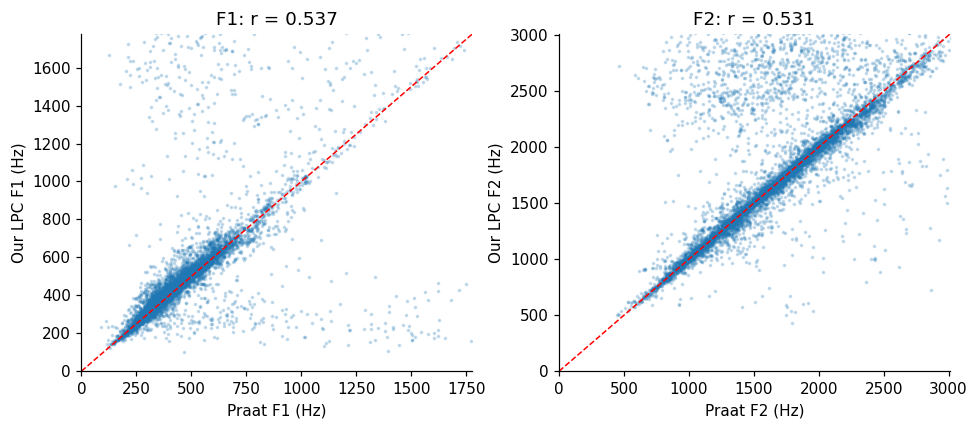 F1: r = 0.537
Our LPC F1 (Hz)
1600
1400
1200
1000
800
600
400
200
0
0 250 500 750 1000 1250 1500 1750
Praat F1 (Hz)
F2: r = 0.531
Our LPC F2 (Hz)
3000
2500
2000
1500
1000
500
0
0 500 1000 1500 2000 2500 3000
Praat F2 (Hz)